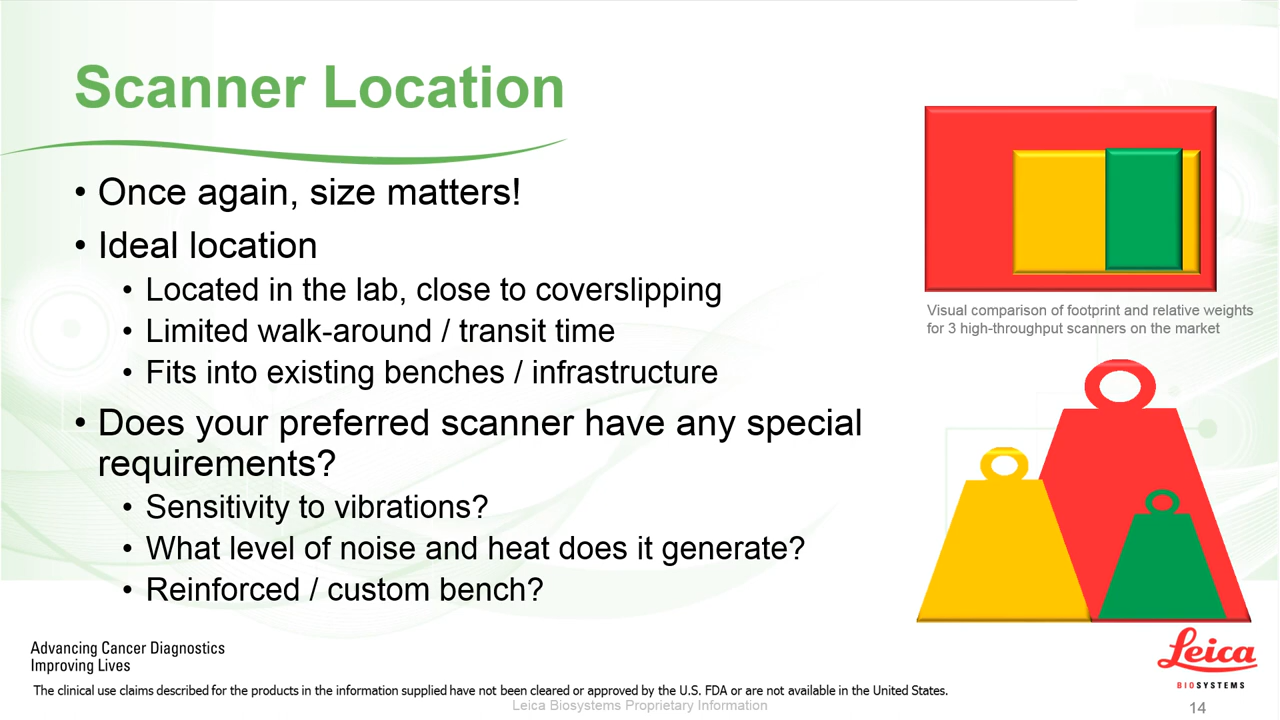 Scanner Location
• Once again, size matters!
• Ideal location
• Located in the lab, close to coverslipping
• Limited walk-around / transit time
• Fits into existing benches / infrastructure
• Does your preferred scanner have any special
requirements?
• Sensitivity to vibrations?
• What level of noise and heat does it generate?
• Reinforced / custom bench?
Visual comparison of footprint and relative weights
for 3 high-throughput scanners on the market
Advancing Cancer Diagnostics
Improving Lives
Leica
BIOSYSTEMS
The clinical use claims described for the products in the information supplied have not been cleared or approved by the U.S. FDA or are not available in the United States.
Leica Biosystems Proprietary Information
14